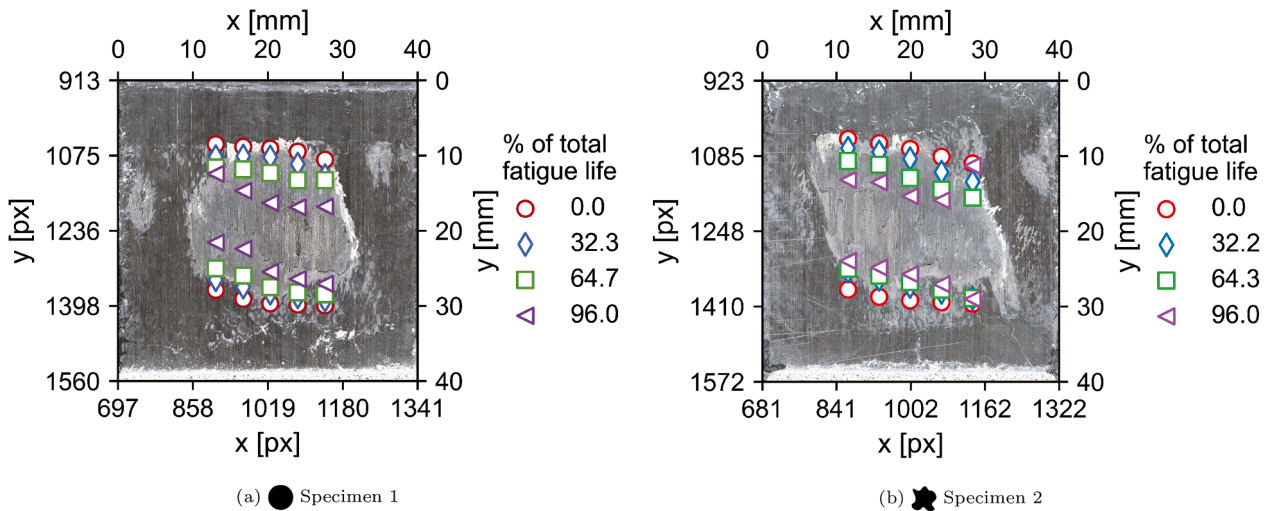 x [mm]
0 10 20 30 40
913 0
1075 10
1236 20
1398 30
1560 40
y [px]
y [mm]
697 858 1019 1180 1341
x [px]
% of total
fatigue life
0.0
32.3
64.7
96.0
(a) Specimen 1
x [mm]
0 10 20 30 40
923 0
1085 10
1248 20
1410 30
1572 40
y [px]
y [mm]
681 841 1002 1162 1322
x [px]
% of total
fatigue life
0.0
32.2
64.3
96.0
(b) Specimen 2